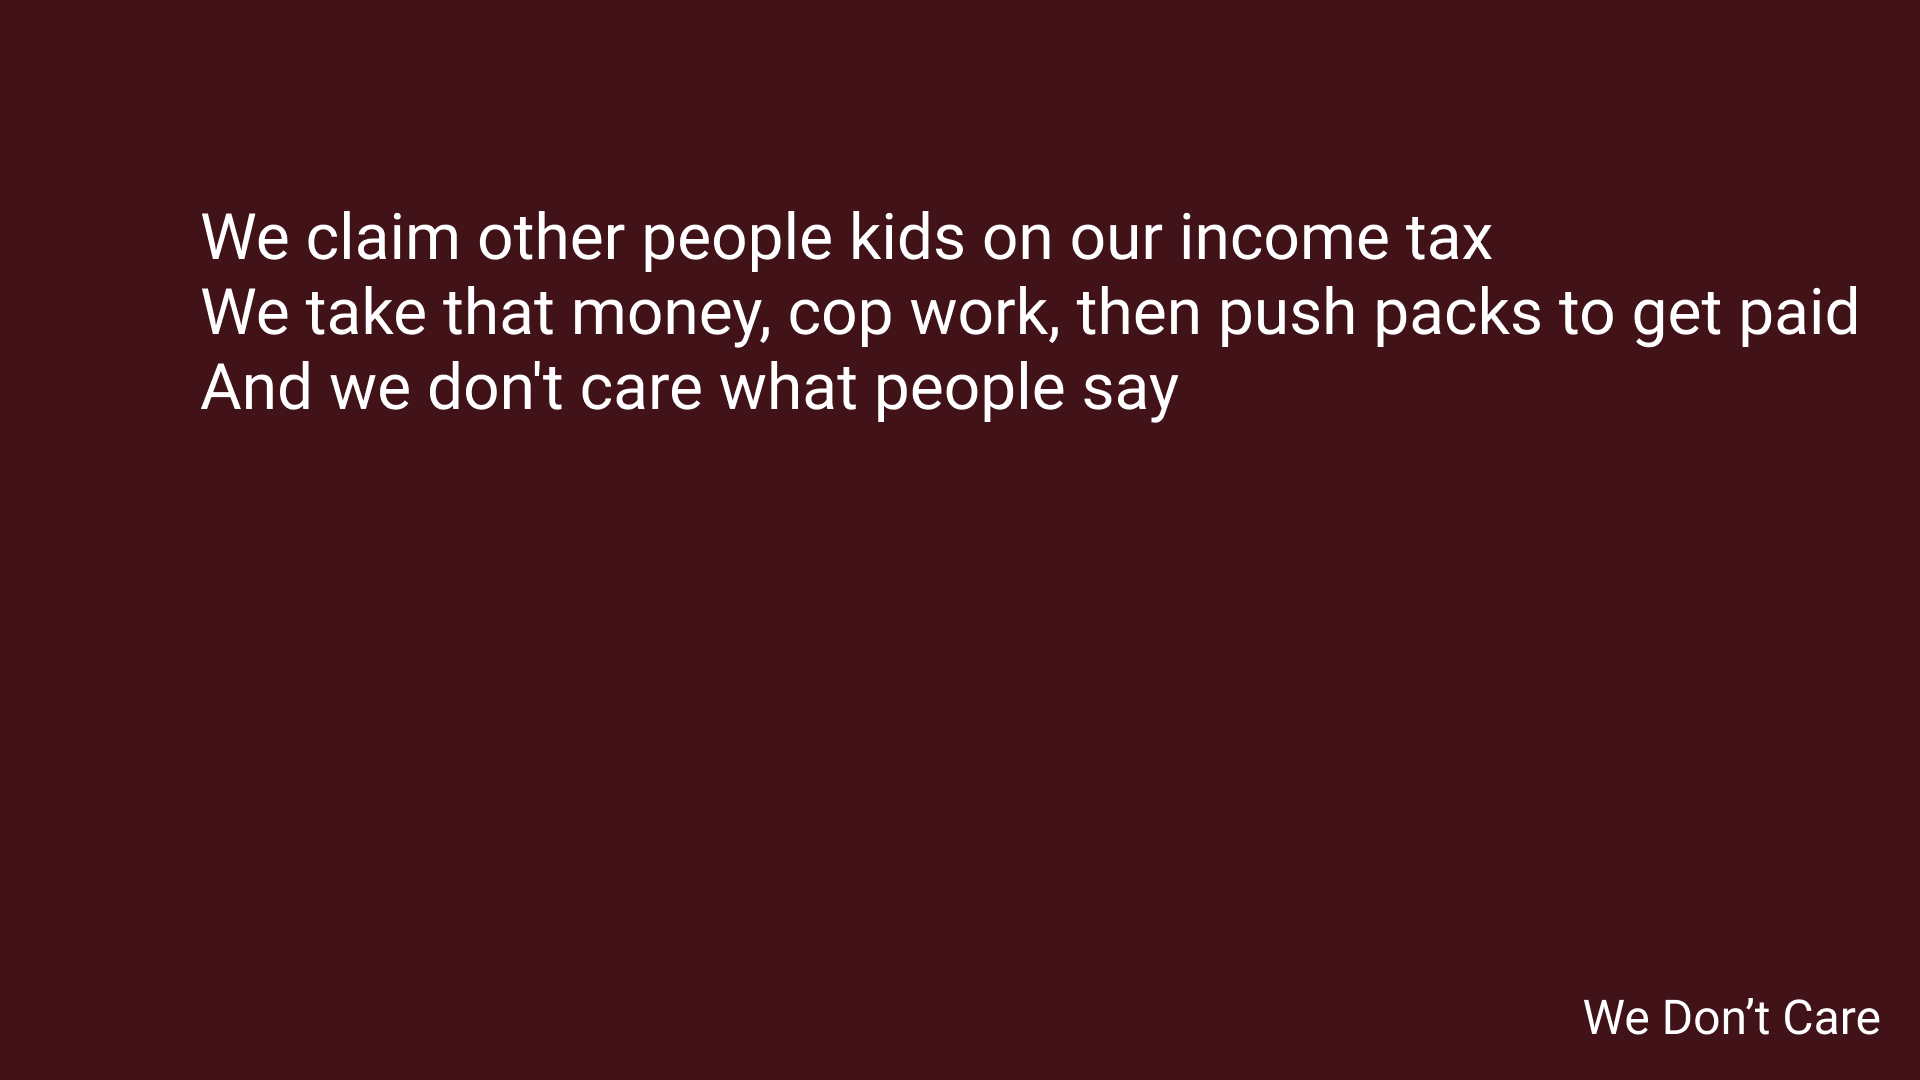 We claim other people kids on our income tax
We take that money, cop work, then push packs to get paid
And we don't care what people say
We Don’t Care